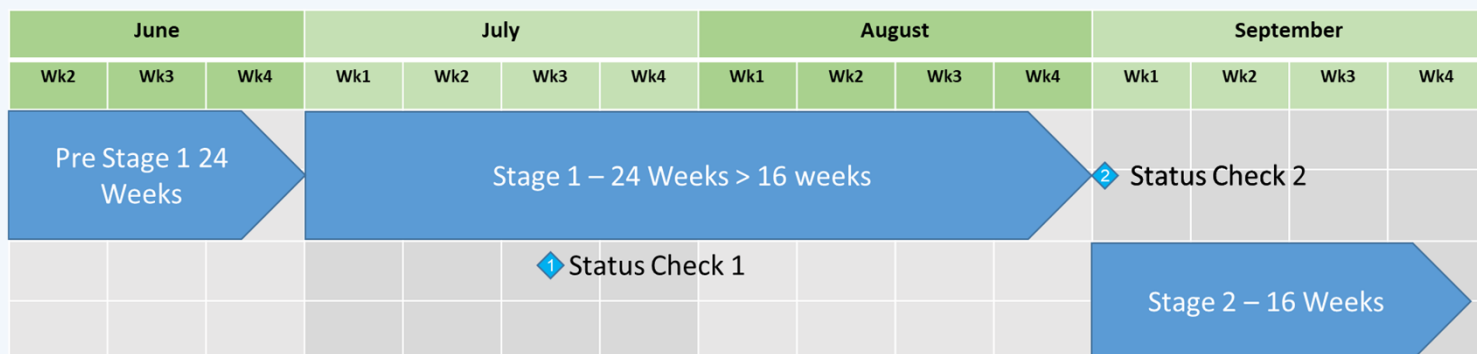 June July August September
Wk2 Wk3 Wk4 Wk1 Wk2 Wk3 Wk4 Wk1 Wk2 Wk3 Wk4 Wk1 Wk2 Wk3 Wk4
Pre Stage 1 24
Weeks
Stage 1 – 24 Weeks > 16 weeks
2 Status Check 2
1 Status Check 1
Stage 2 – 16 Weeks